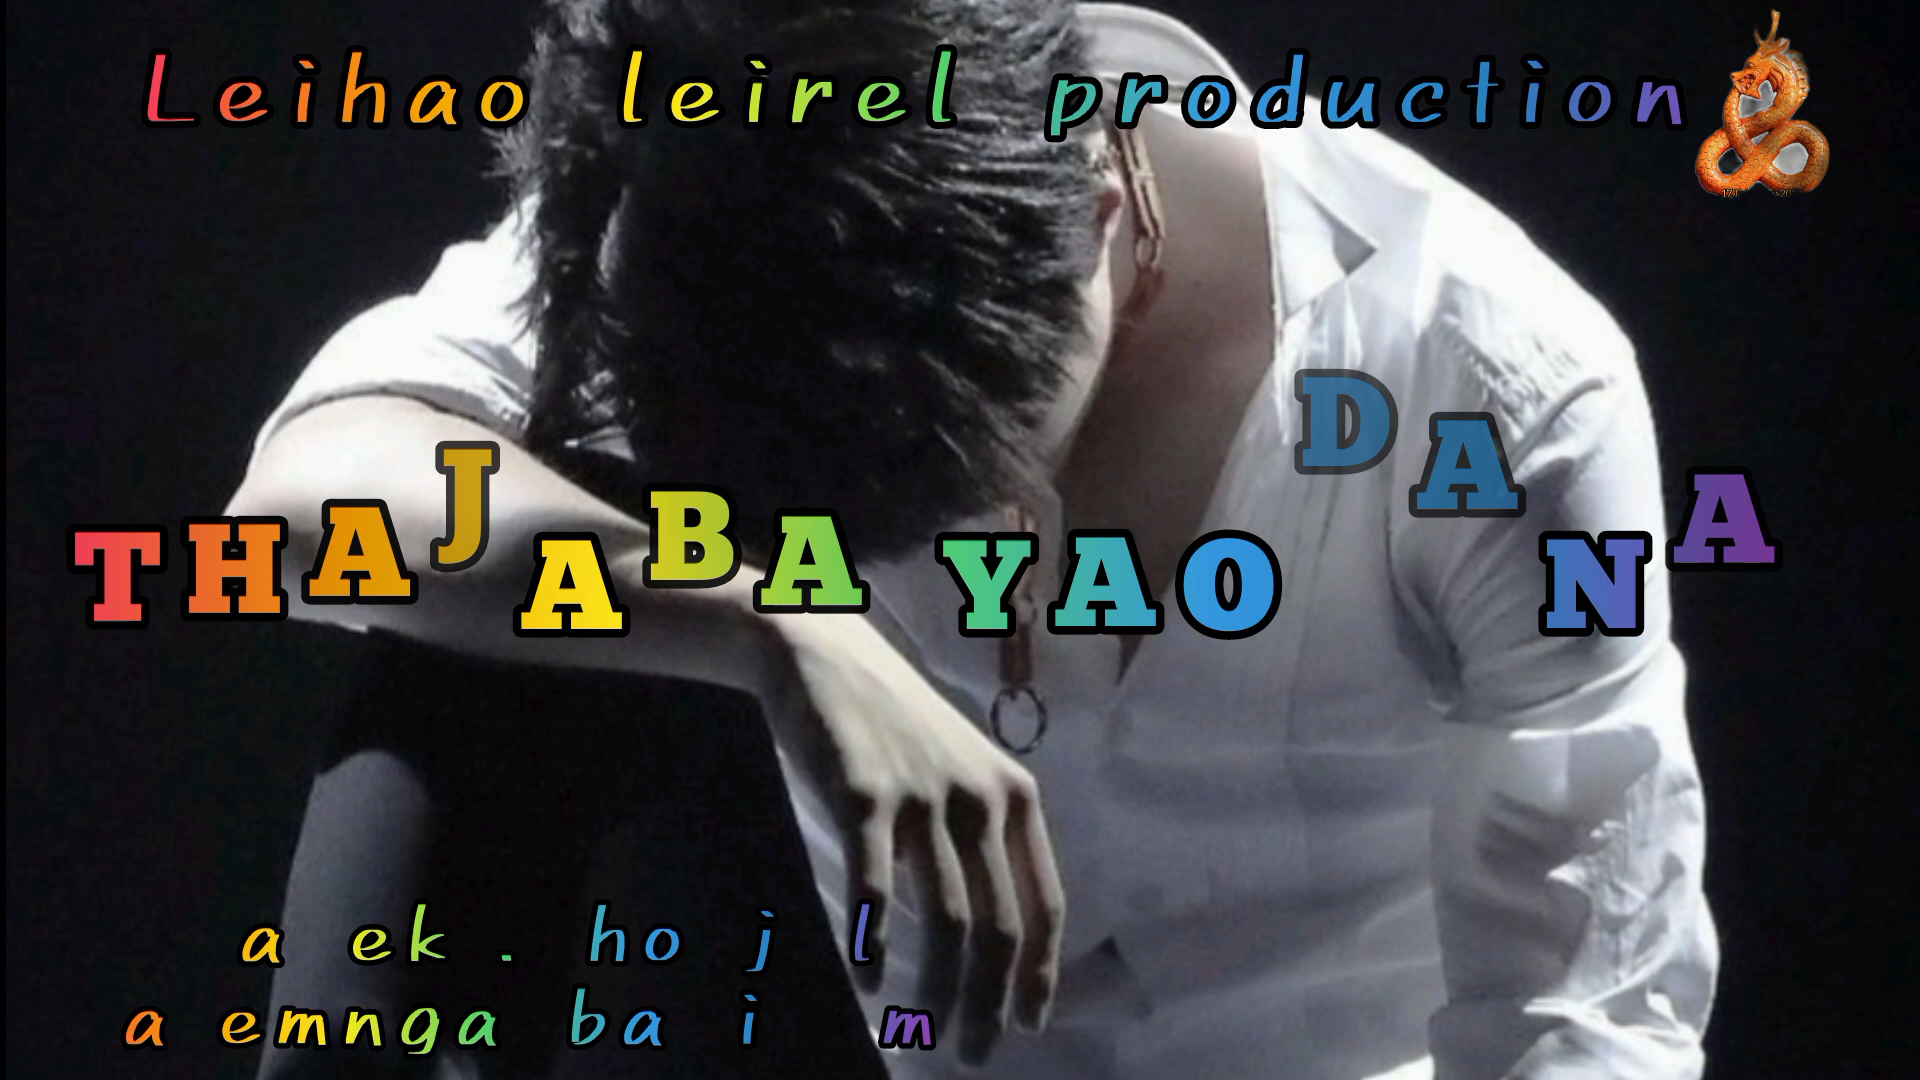 Leihao leirel production
THAJABA YAO DANA
a ek . ho j l
a emnga ba i m